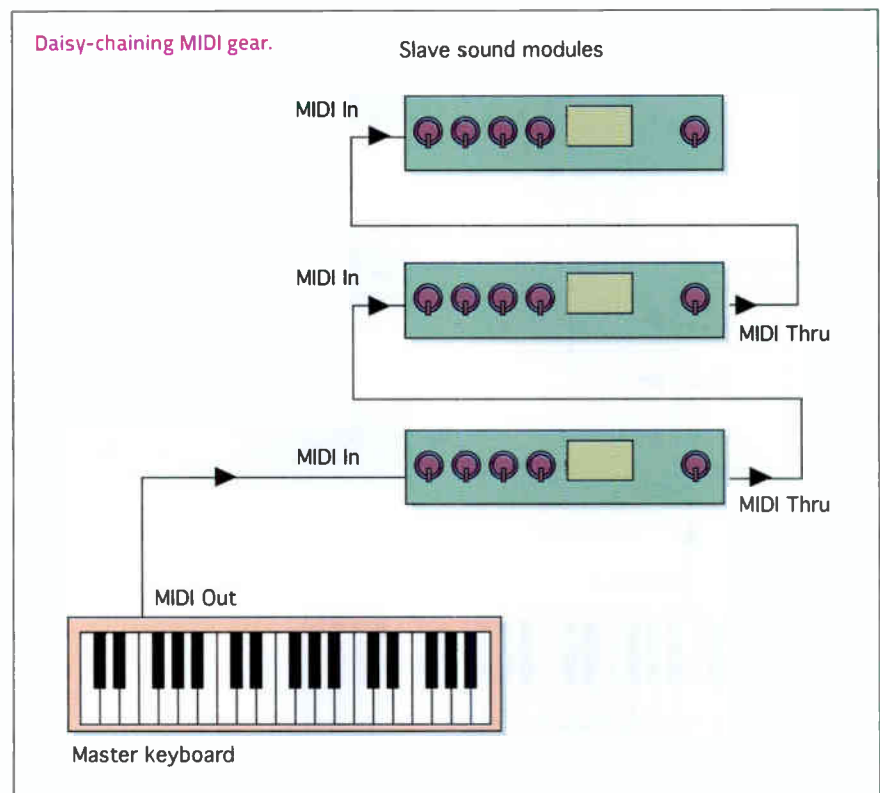 Daisy-chaining MIDI gear.
Slave sound modules
MIDI In
MIDI In
MIDI Thru
MIDI In
MIDI Thru
MIDI Out
Master keyboard